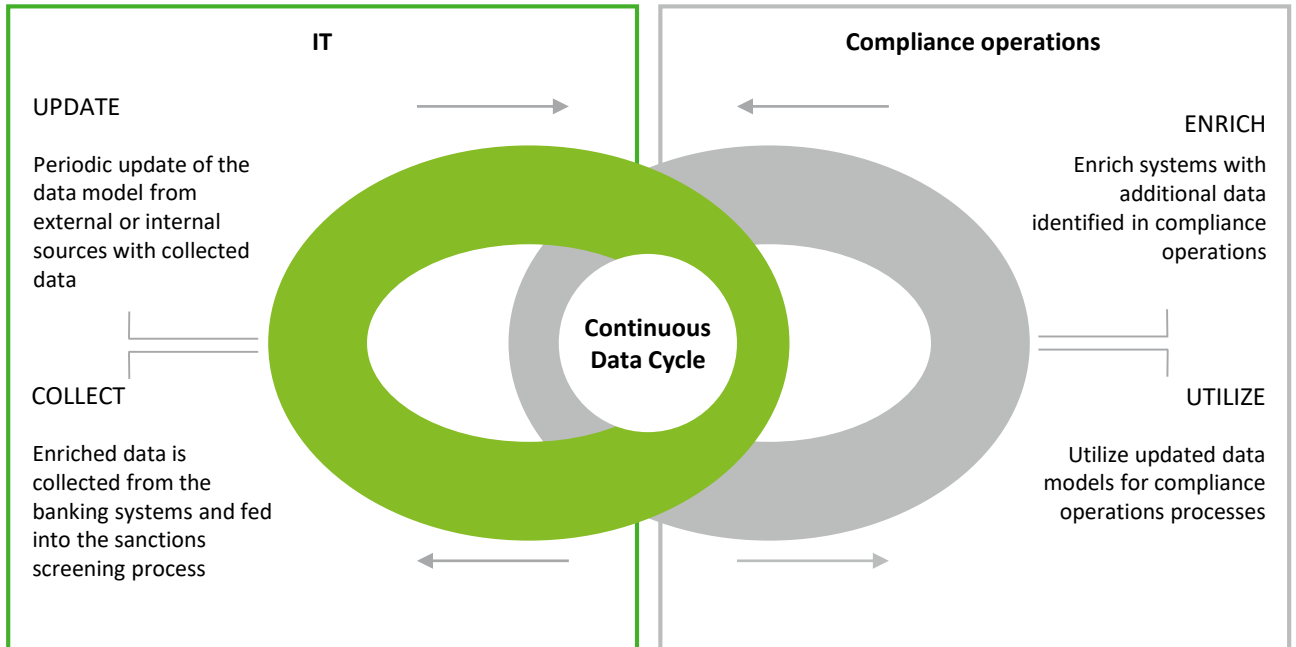 IT
UPDATE
Periodic update of the
data model from
external or internal
sources with collected
data
COLLECT
Enriched data is
collected from the
banking systems and fed
into the sanctions
screening process
Continuous
Data Cycle
Compliance operations
ENRICH
Enrich systems with
additional data
identified in compliance
operations
UTILIZE
Utilize updated data
models for compliance
operations processes